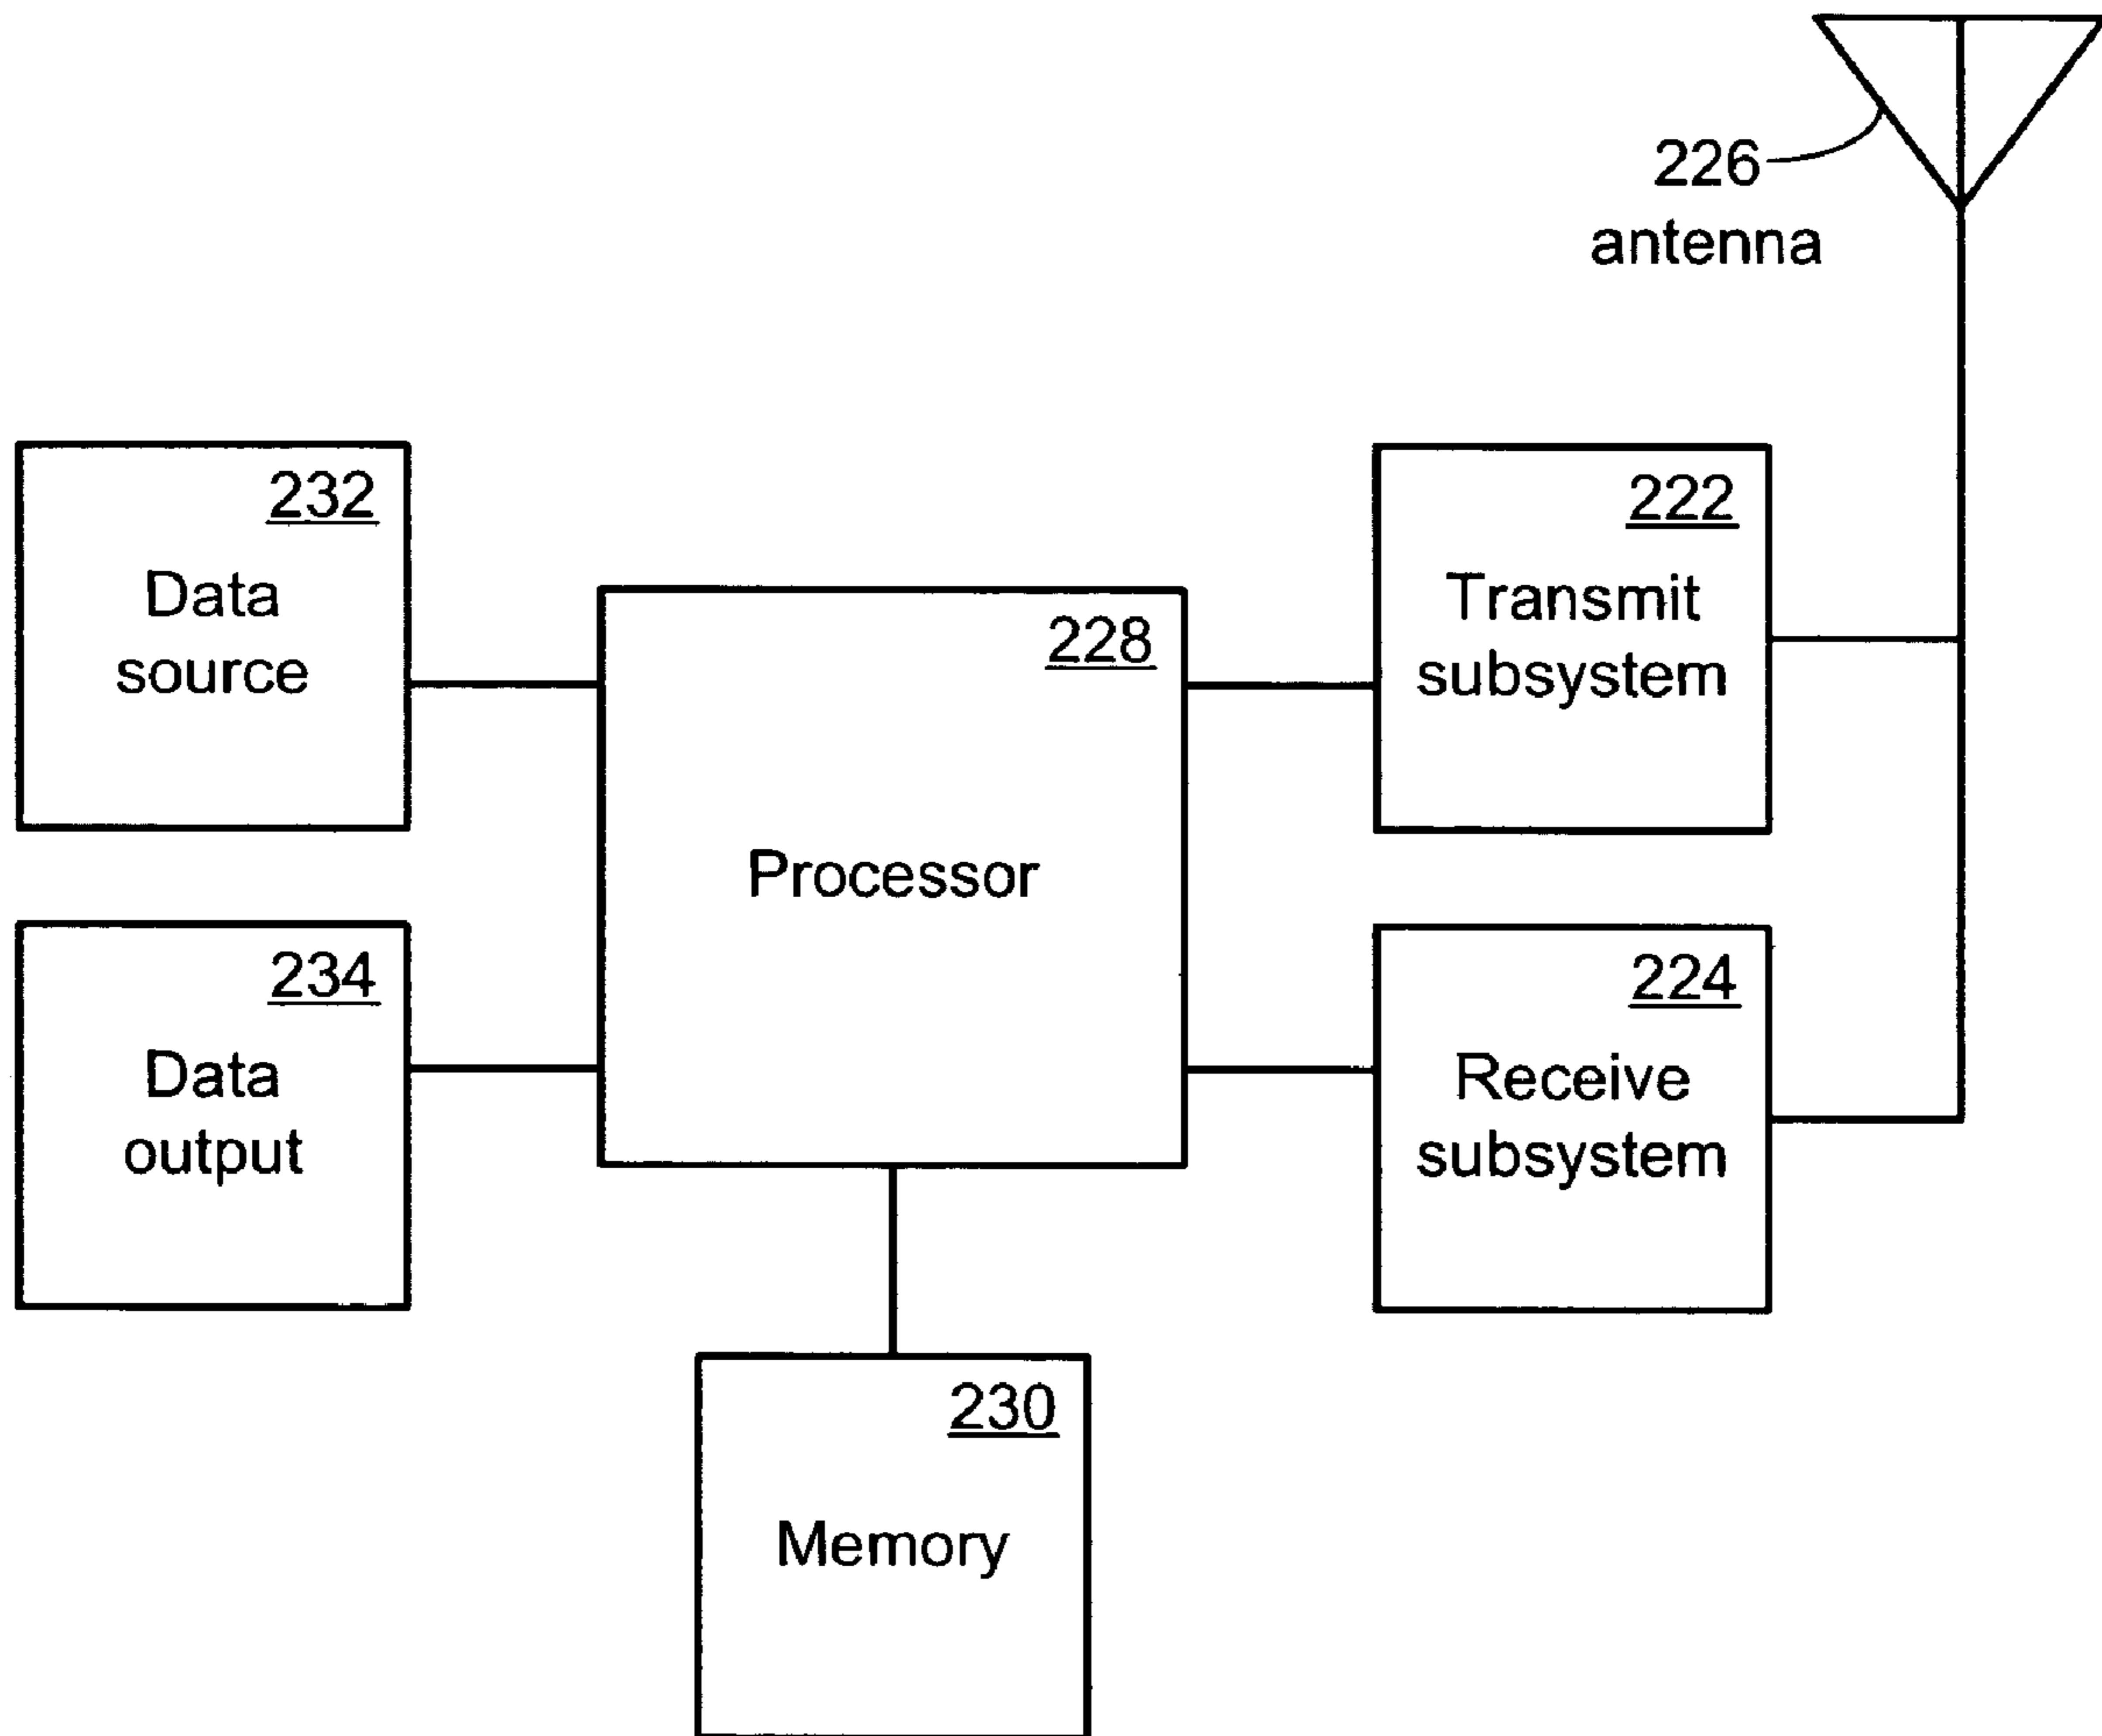 226
antenna
232
Data
source
222
Transmit
subsystem
228
Processor
234
Data
output
224
Receive
subsystem
230
Memory